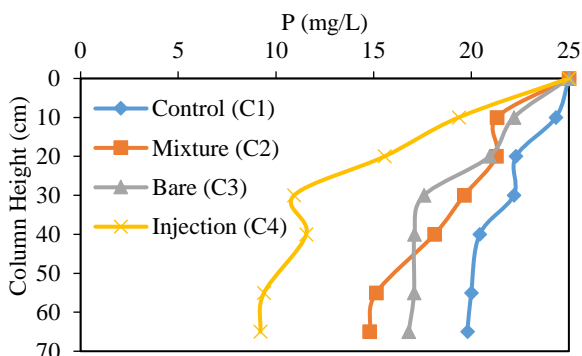 P (mg/L)
0 5 10 15 20 25
Column Height (cm)
0
10
20
30
40
50
60
70
Control (C1)
Mixture (C2)
Bare (C3)
Injection (C4)